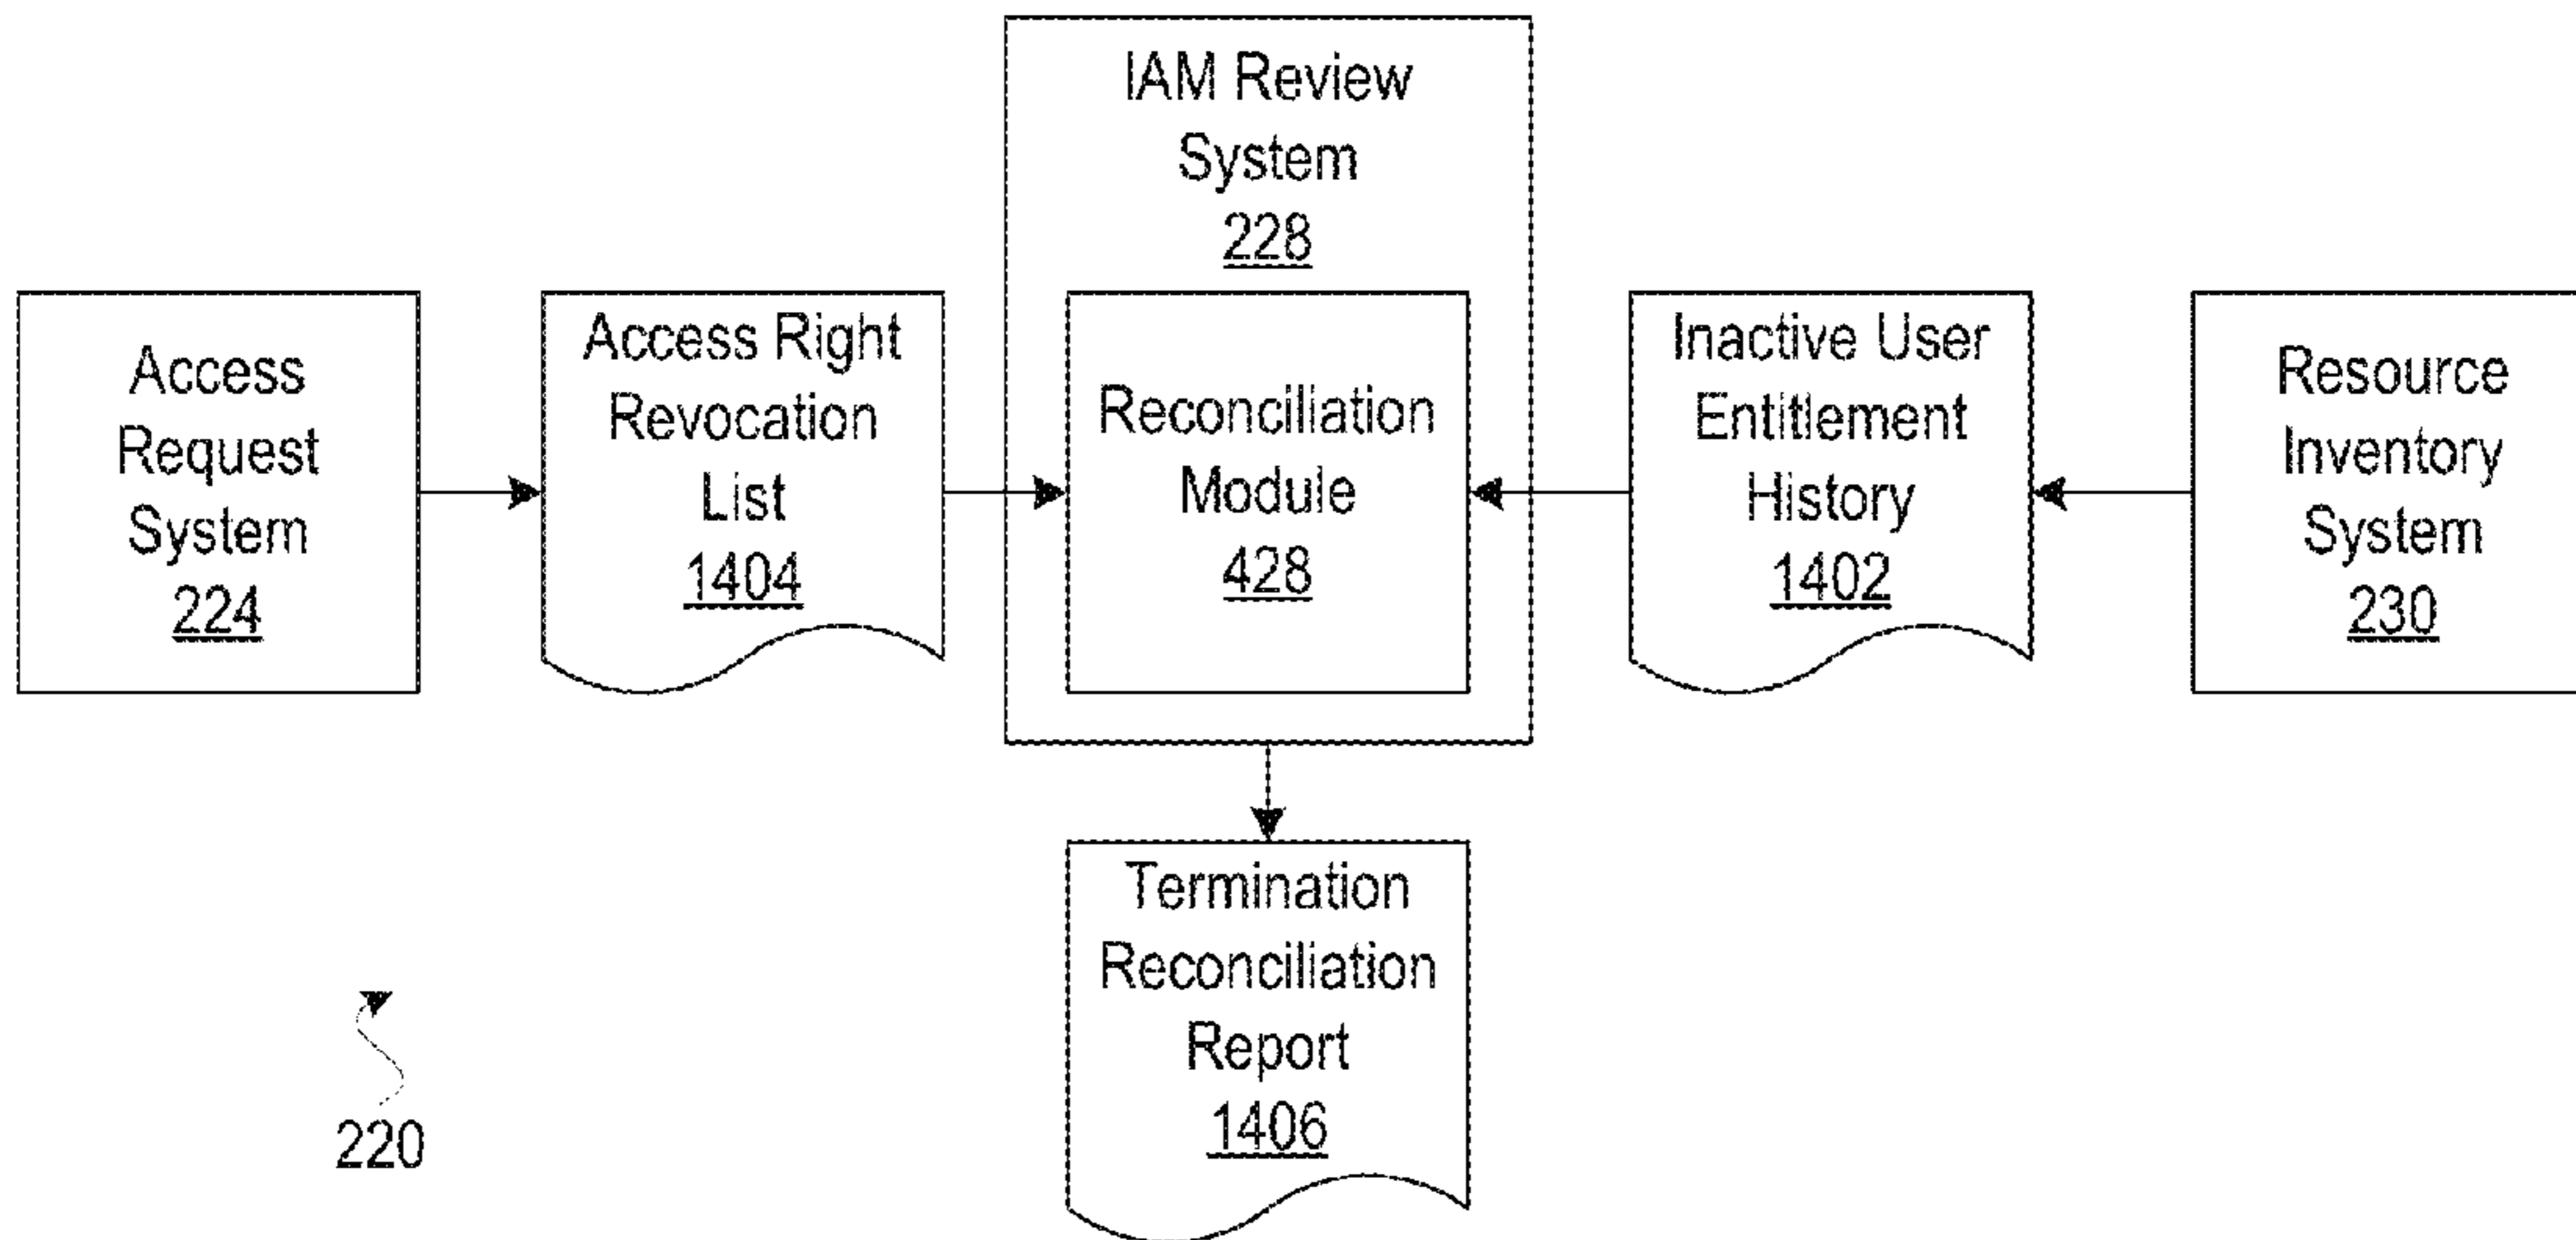 IAM Review
System
228
Access
Request
System
224
Access Right
Revocation
List
1404
Reconciliation
Module
428
Inactive User
Entitlement
History
1402
Resource
Inventory
System
230
Termination
Reconciliation
Report
1406
220